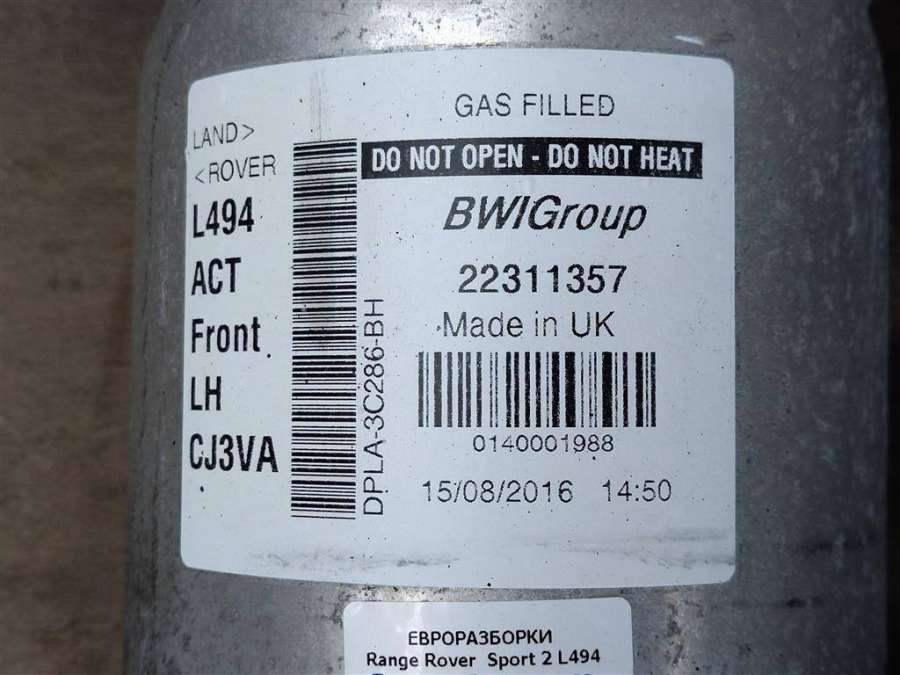 LAND>
<ROVER
L494
ACT
Front
LH
CJ3VA
DPLA-3C286-BH
GAS FILLED
DO NOT OPEN - DO NOT HEAT
BWIGroup
22311357
Made in UK
0140001988
15/08/2016 14:50
ЕВРОРАЗБОРКИ
Range Rover Sport 2 L494